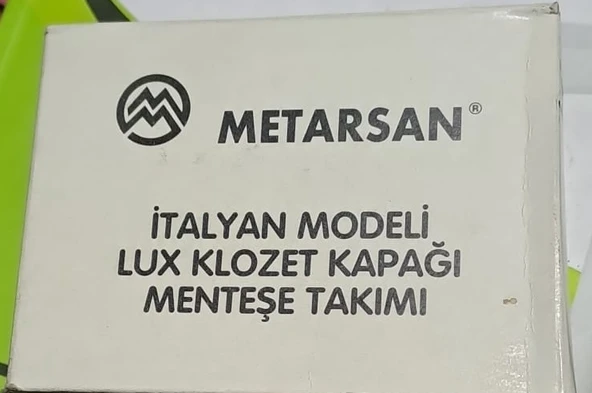 METARSAN®
İTALYAN MODELİ
LUX KLOZET KAPAĞI
MENTEŞE TAKIMI